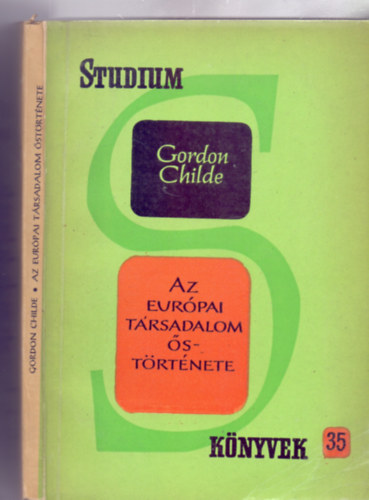 GORDON CHILDE • AZ EURÓPAI TÁRSADALOM ŐSTÖRTÉNETE
STUDIUM
Gordon
Childe
AZ
EURÓPAI
TÁRSADALOM
ŐS-
TÖRTÉNETE
KÖNYVEK 35